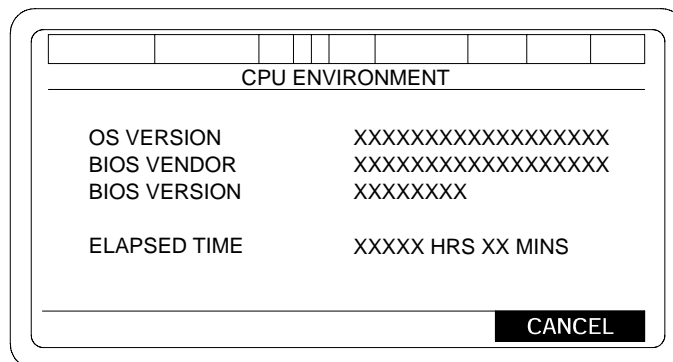 CPU ENVIRONMENT
OS VERSION XXXXXXXXXXXXXXXXXX
BIOS VENDOR XXXXXXXXXXXXXXXXXX
BIOS VERSION XXXXXXXX
ELAPSED TIME XXXXX HRS XX MINS
CANCEL